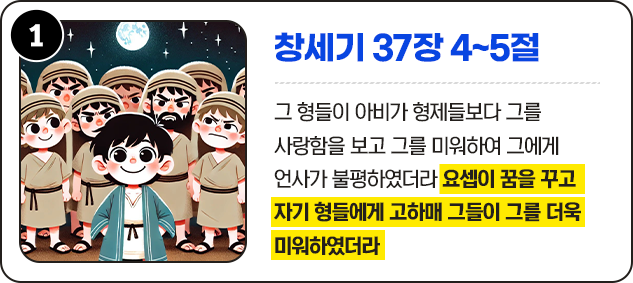 1
창세기 37장 4~5절
그 형들이 아비가 형제들보다 그를
사랑함을 보고 그를 미워하여 그에게
언사가 불평하였더라 요셉이 꿈을 꾸고
자기 형들에게 고하매 그들이 그를 더욱
미워하였더라